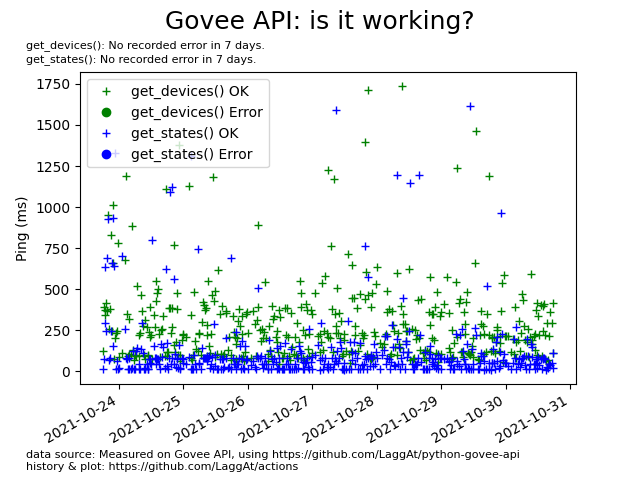 Govee API: is it working?
get_devices(): No recorded error in 7 days.
get_states(): No recorded error in 7 days.
get_devices() OK
get_devices() Error
get_states() OK
get_states() Error
Ping (ms)
1750
1500
1250
1000
750
500
250
0
2021-10-24
2021-10-25
2021-10-26
2021-10-27
2021-10-28
2021-10-29
2021-10-30
2021-10-31
data source: Measured on Govee API, using https://github.com/LaggAt/python-govee-api
history & plot: https://github.com/LaggAt/actions